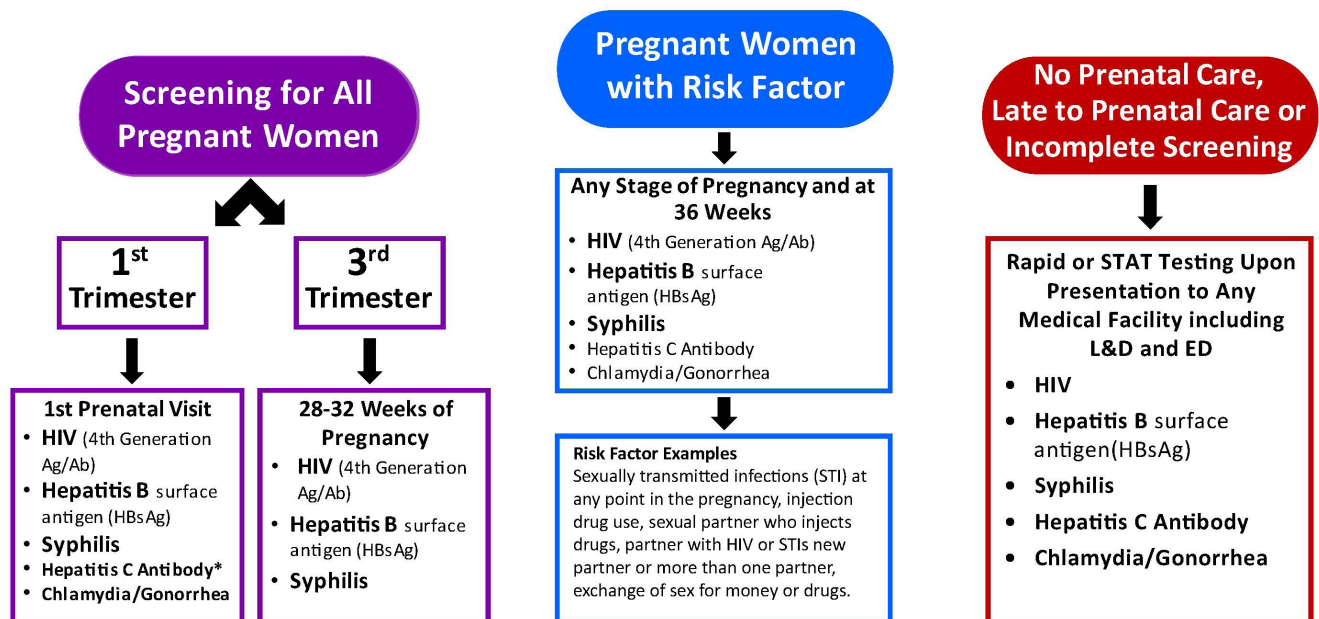 Screening for All
Pregnant Women
1st
Trimester
3rd
Trimester
1st Prenatal Visit
• HIV (4th Generation
Ag/Ab)
• Hepatitis B surface
antigen (HBsAg)
• Syphilis
• Hepatitis C Antibody*
• Chlamydia/Gonorrhea
28-32 Weeks of
Pregnancy
• HIV (4th Generation
Ag/Ab)
• Hepatitis B surface
antigen (HBsAg)
• Syphilis
Pregnant Women
with Risk Factor
Any Stage of Pregnancy and at
36 Weeks
• HIV (4th Generation Ag/Ab)
• Hepatitis B surface
antigen (HBsAg)
• Syphilis
• Hepatitis C Antibody
• Chlamydia/Gonorrhea
Risk Factor Examples
Sexually transmitted infections (STI) at
any point in the pregnancy, injection
drug use, sexual partner who injects
drugs, partner with HIV or STIs new
partner or more than one partner,
exchange of sex for money or drugs.
No Prenatal Care,
Late to Prenatal Care or
Incomplete Screening
Rapid or STAT Testing Upon
Presentation to Any
Medical Facility including
L&D and ED
• HIV
• Hepatitis B surface
antigen(HBsAg)
• Syphilis
• Hepatitis C Antibody
• Chlamydia/Gonorrhea